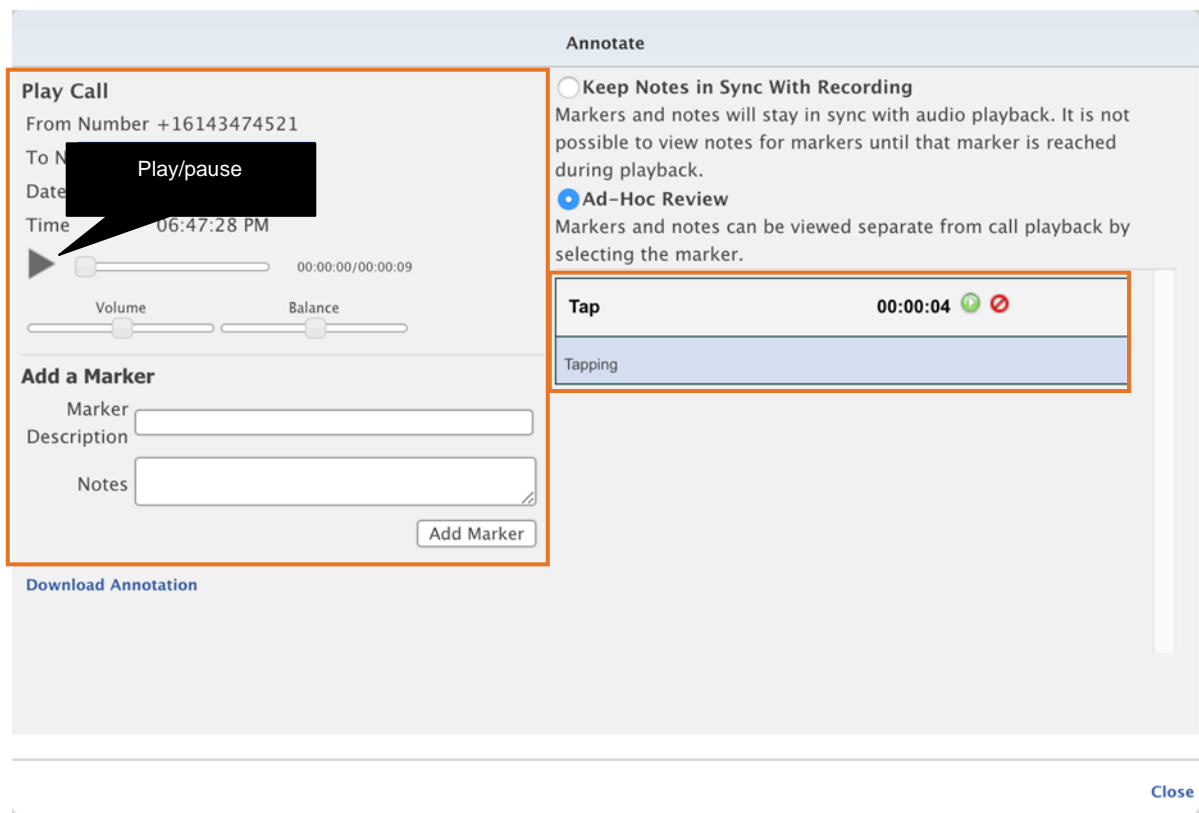 Annotate
Play Call
From Number +16143474521
To N
Play/pause
Date
Time 06:47:28 PM
00:00:00/00:00:09
Volume Balance
Add a Marker
Marker
Description
Notes
Add Marker
Download Annotation
Keep Notes in Sync With Recording
Markers and notes will stay in sync with audio playback. It is not
possible to view notes for markers until that marker is reached
during playback.
Ad-Hoc Review
Markers and notes can be viewed separate from call playback by
selecting the marker.
Tap 00:00:04
Tapping
Close